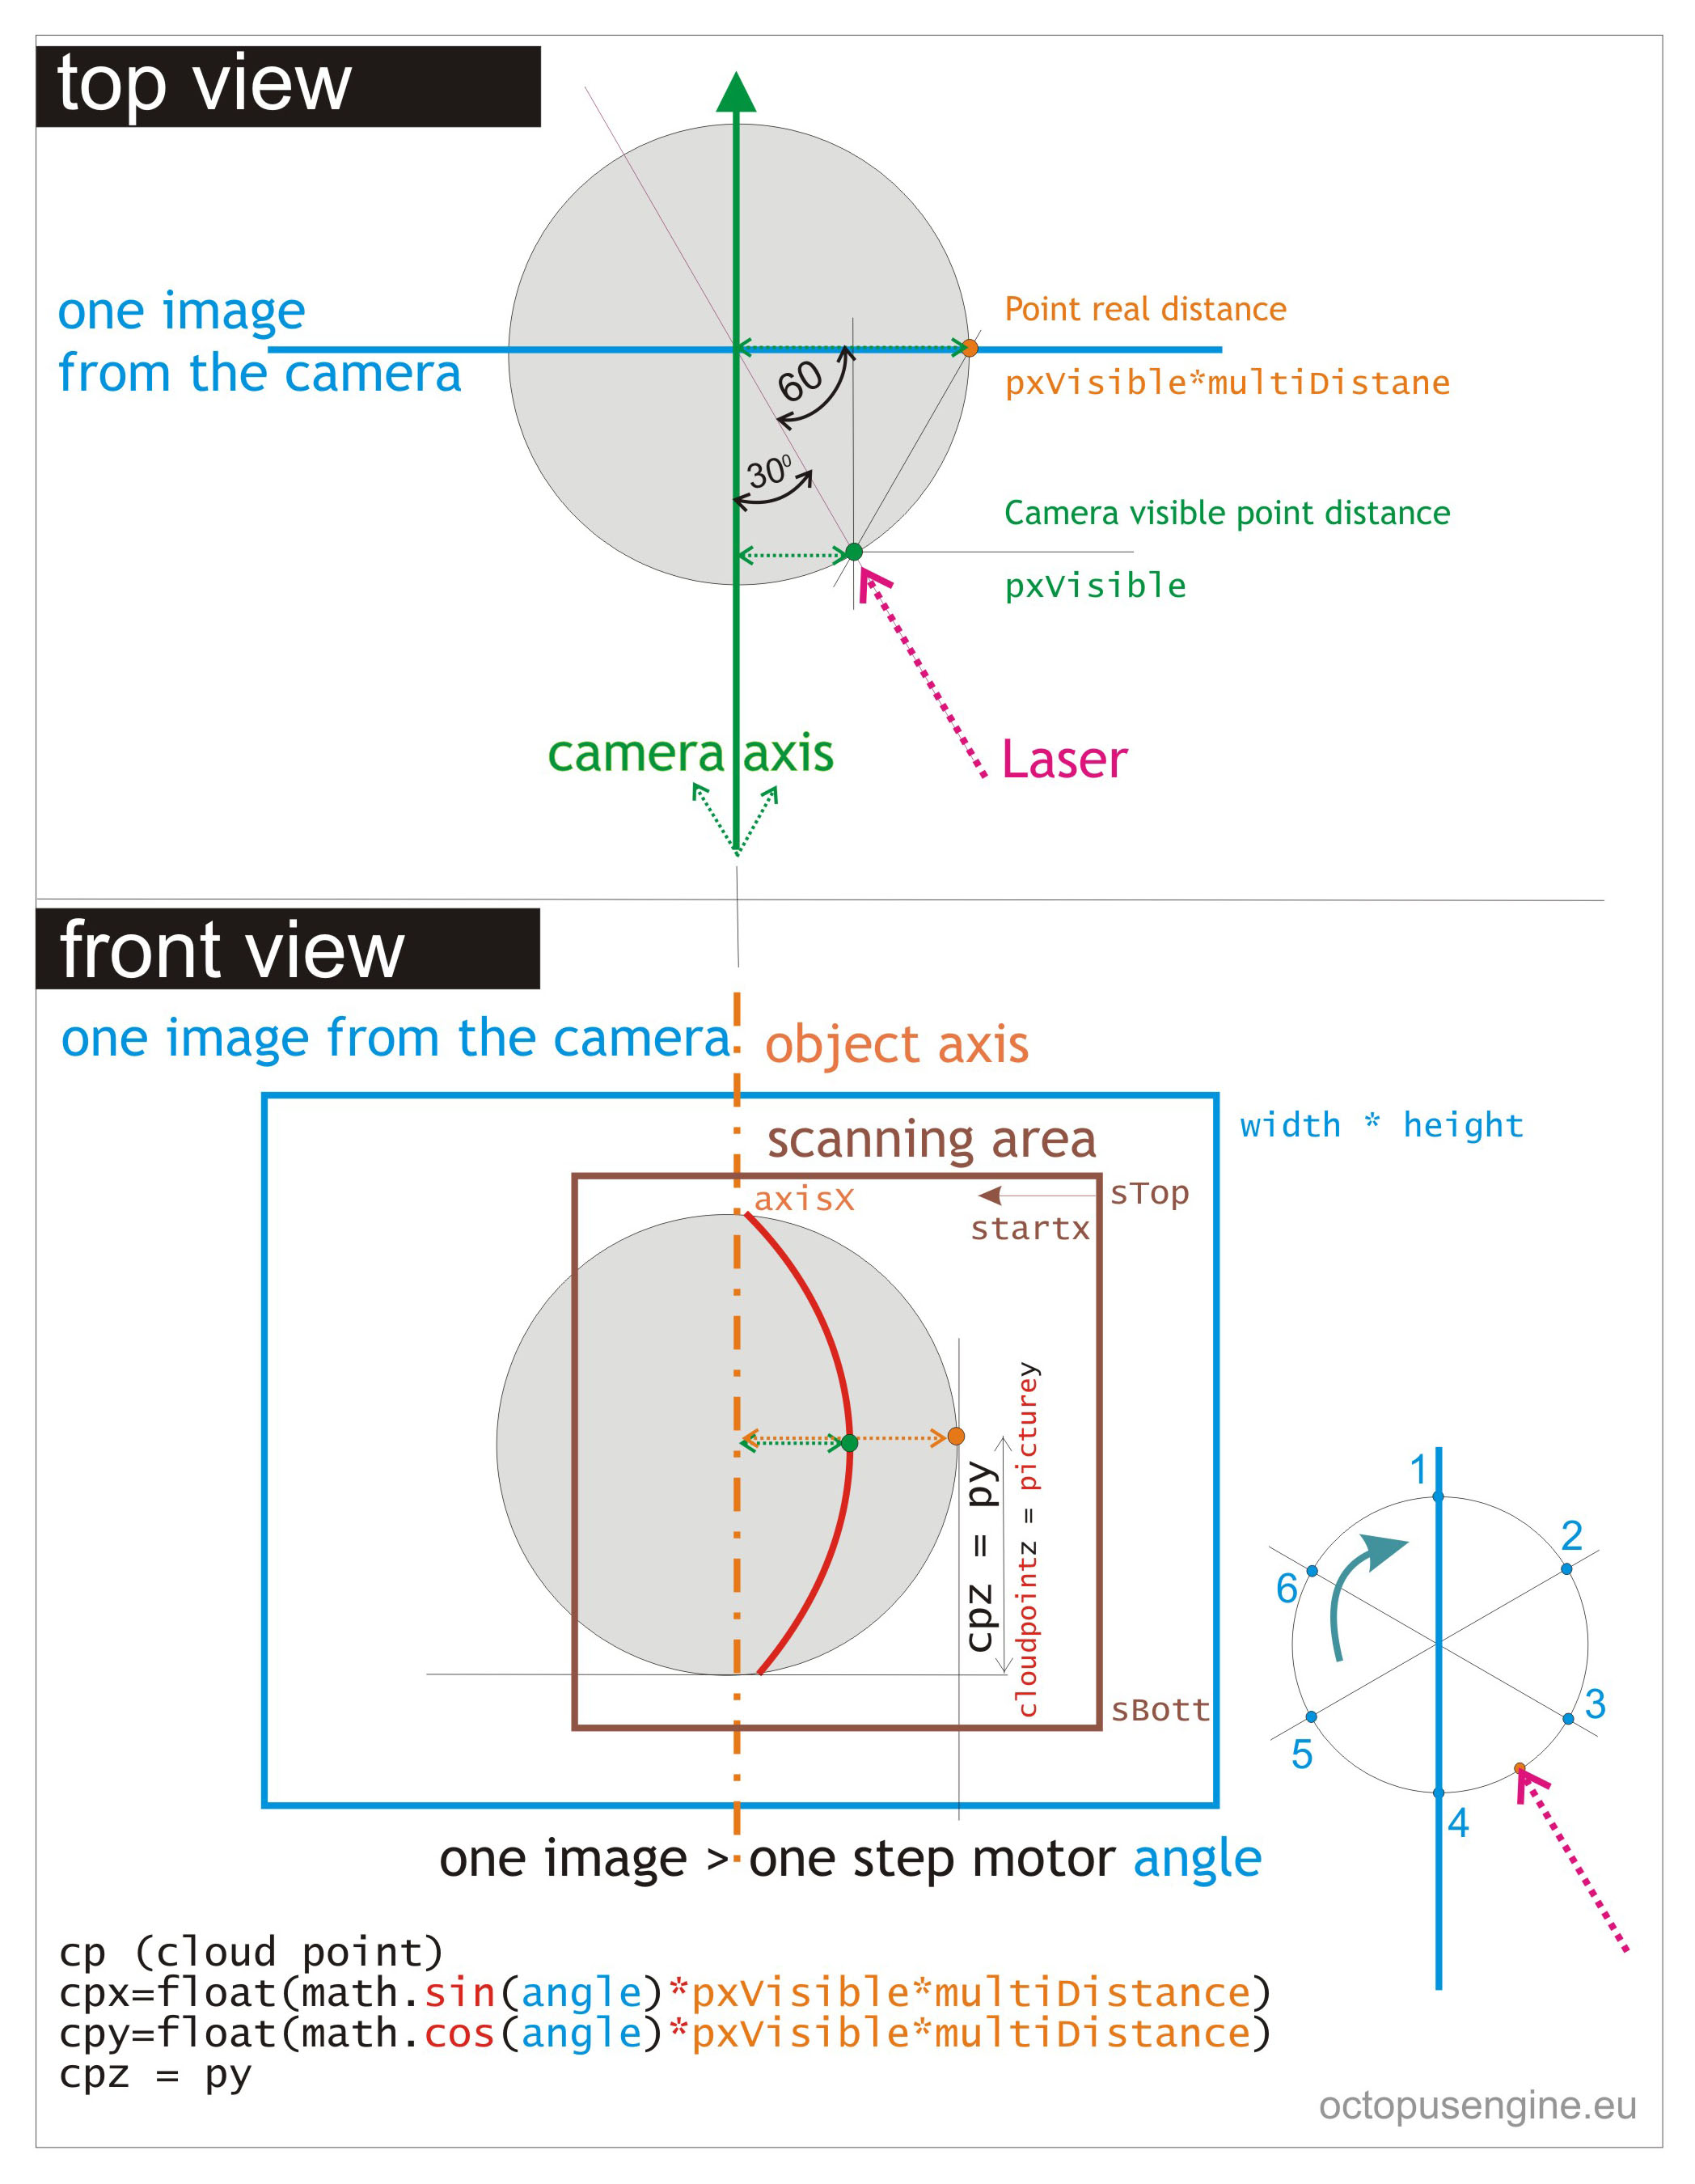 top view
one image
from the camera
Point real distance
pxVisible*multiDistane
60
30⁰
Camera visible point distance
pxVisible
camera axis
Laser
front view
one image from the camera
object axis
width * height
scanning area
axisX
sTop
startx
cpz = py
cloudpointz = picturey
sBott
1
2
3
4
5
6
one image > one step motor angle
cp (cloud point)
cpx=float(math.sin(angle)*pxVisible*multiDistance)
cpy=float(math.cos(angle)*pxVisible*multiDistance)
cpz = py
octopusengine.eu